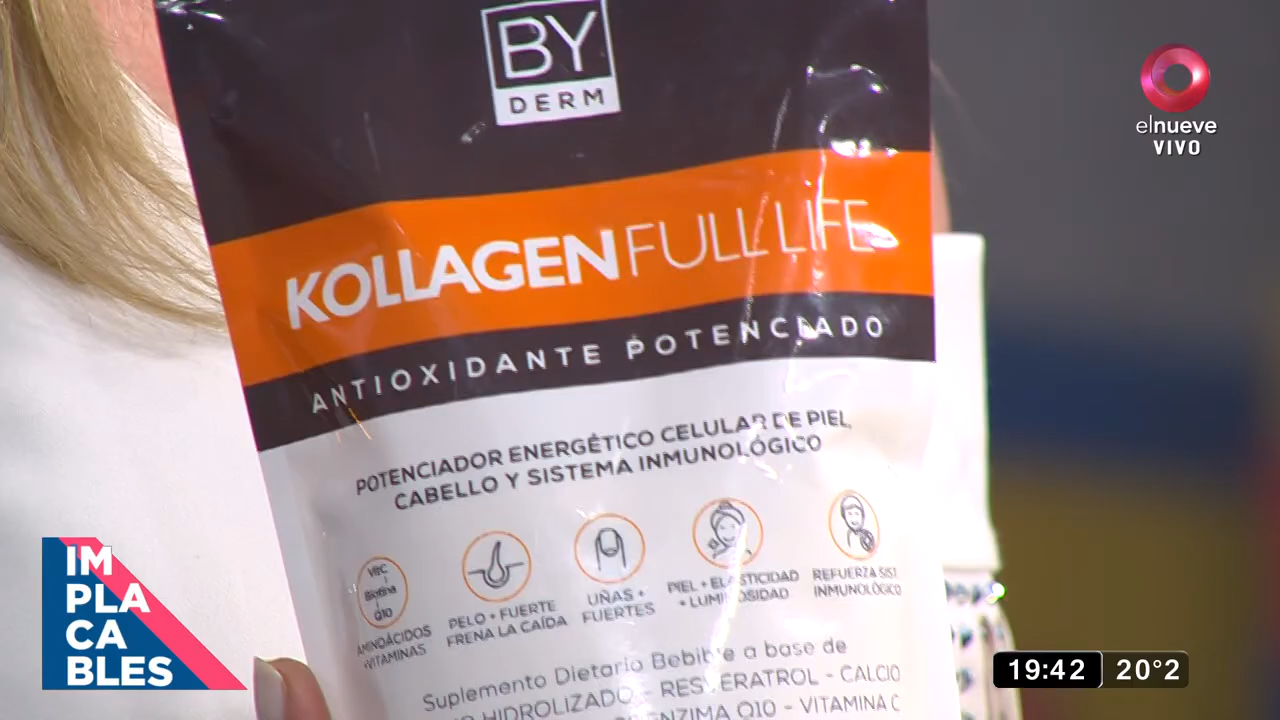 BY
DERM
elnueve
VIVO
KOLLAGEN FULL LIFE
ANTIOXIDANTE POTENCIADO
POTENCIADOR ENERGÉTICO CELULAR DE PIEL,
CABELLO Y SISTEMA INMUNOLÓGICO
VitC
Biotina
Q10
AMINOÁCIDOS
VITAMINAS
PELO + FUERTE
FRENA LA CAÍDA
UÑAS +
FUERTES
PIEL + ELASTICIDAD
+ LUMINOSIDAD
REFUERZA SIST
INMUNOLÓGICO
Suplemento Dietario Bebible a base de
HIDROLIZADO - RESVERATROL - CALCIO
Q10 - VITAMINA C
IM
PLA
CA
BLES
19:42 20°2